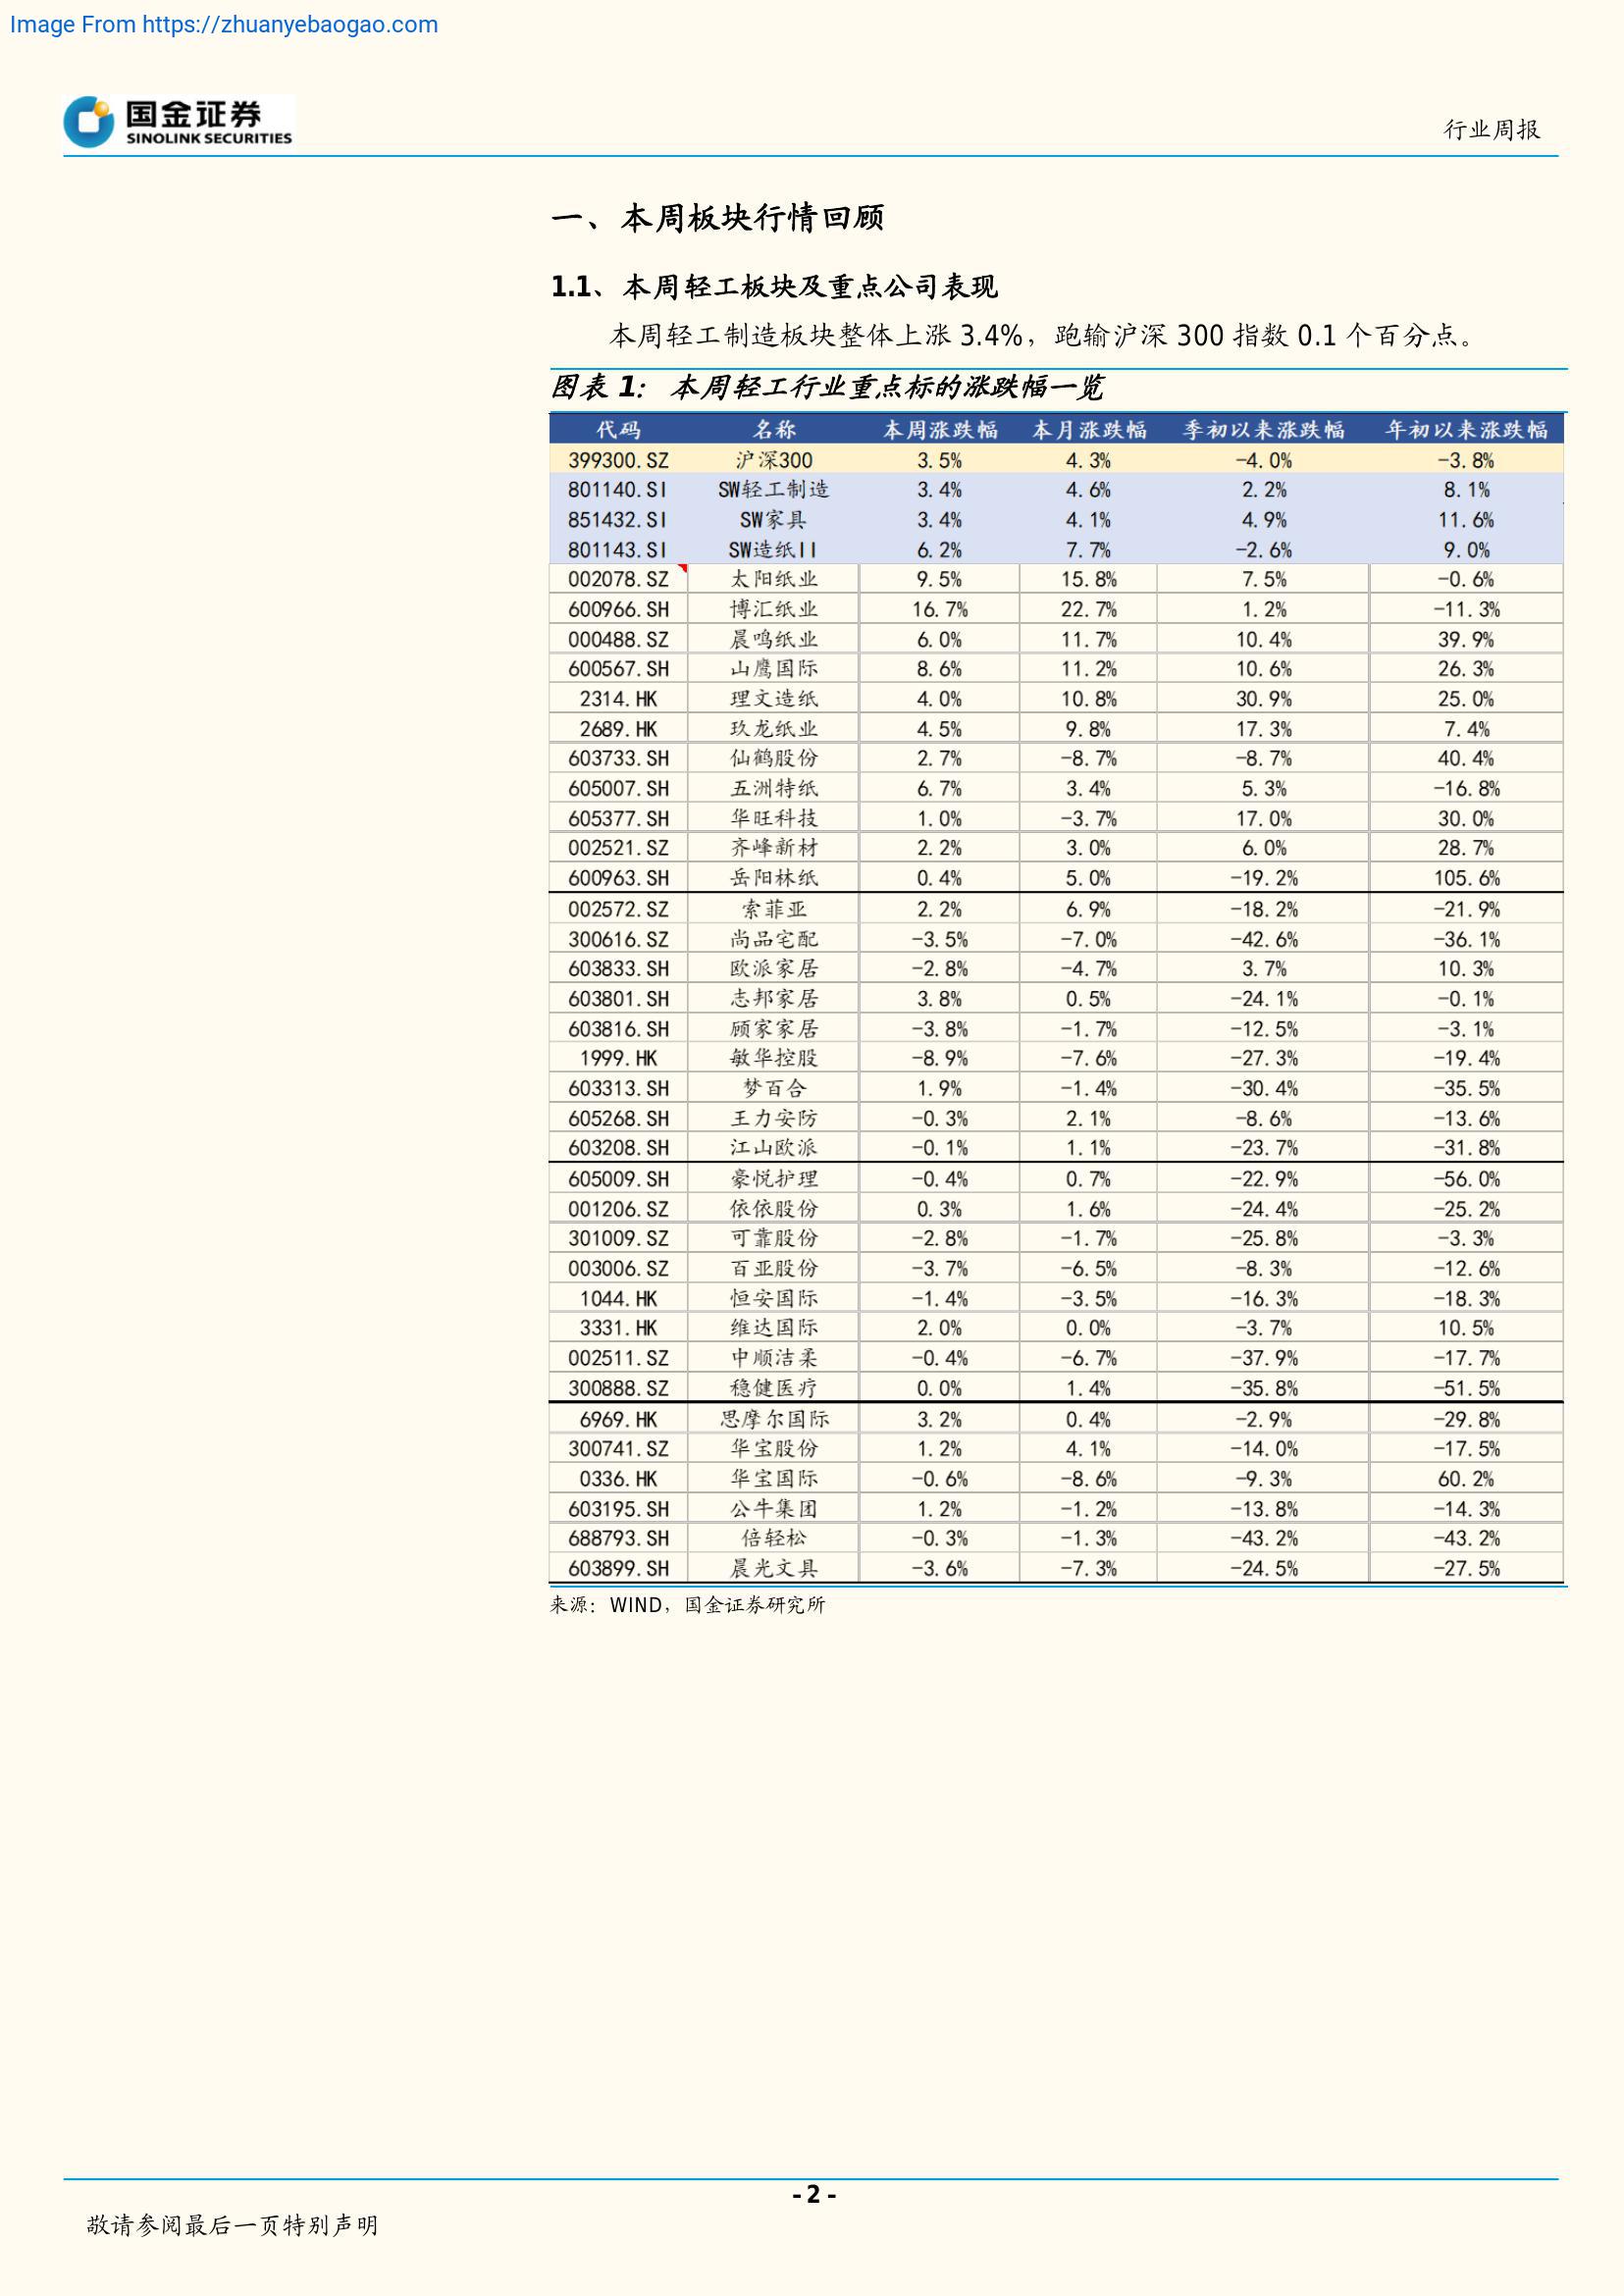 Image From https://zhuanyebaogao.com
国金证券
SINOLINK SECURITIES
行业周报
一、本周板块行情回顾
1.1、本周轻工板块及重点公司表现
本周轻工制造板块整体上涨 3.4%，跑输沪深 300 指数 0.1 个百分点。
图表 1： 本周轻工行业重点标的涨跌幅一览
代码 名称 本周涨跌幅 本月涨跌幅 季初以来涨跌幅 年初以来涨跌幅
399300.SZ 沪深300 3.5% 4.3% -4.0% -3.8%
801140.SI SW轻工制造 3.4% 4.6% 2.2% 8.1%
851432.SI SW家具 3.4% 4.1% 4.9% 11.6%
801143.SI SW造纸II 6.2% 7.7% -2.6% 9.0%
002078.SZ 太阳纸业 9.5% 15.8% 7.5% -0.6%
600966.SH 博汇纸业 16.7% 22.7% 1.2% -11.3%
000488.SZ 晨鸣纸业 6.0% 11.7% 10.4% 39.9%
600567.SH 山鹰国际 8.6% 11.2% 10.6% 26.3%
2314.HK 理文造纸 4.0% 10.8% 30.9% 25.0%
2689.HK 玖龙纸业 4.5% 9.8% 17.3% 7.4%
603733.SH 仙鹤股份 2.7% -8.7% -8.7% 40.4%
605007.SH 五洲特纸 6.7% 3.4% 5.3% -16.8%
605377.SH 华旺科技 1.0% -3.7% 17.0% 30.0%
002521.SZ 齐峰新材 2.2% 3.0% 6.0% 28.7%
600963.SH 岳阳林纸 0.4% 5.0% -19.2% 105.6%
002572.SZ 索菲亚 2.2% 6.9% -18.2% -21.9%
300616.SZ 尚品宅配 -3.5% -7.0% -42.6% -36.1%
603833.SH 欧派家居 -2.8% -4.7% 3.7% 10.3%
603801.SH 志邦家居 3.8% 0.5% -24.1% -0.1%
603816.SH 顾家家居 -3.8% -1.7% -12.5% -3.1%
1999.HK 敏华控股 -8.9% -7.6% -27.3% -19.4%
603313.SH 梦百合 1.9% -1.4% -30.4% -35.5%
605268.SH 王力安防 -0.3% 2.1% -8.6% -13.6%
603208.SH 江山欧派 -0.1% 1.1% -23.7% -31.8%
605009.SH 豪悦护理 -0.4% 0.7% -22.9% -56.0%
001206.SZ 依依股份 0.3% 1.6% -24.4% -25.2%
301009.SZ 可靠股份 -2.8% -1.7% -25.8% -3.3%
003006.SZ 百亚股份 -3.7% -6.5% -8.3% -12.6%
1044.HK 恒安国际 -1.4% -3.5% -16.3% -18.3%
3331.HK 维达国际 2.0% 0.0% -3.7% 10.5%
002511.SZ 中顺洁柔 -0.4% -6.7% -37.9% -17.7%
300888.SZ 稳健医疗 0.0% 1.4% -35.8% -51.5%
6969.HK 思摩尔国际 3.2% 0.4% -2.9% -29.8%
300741.SZ 华宝股份 1.2% 4.1% -14.0% -17.5%
0336.HK 华宝国际 -0.6% -8.6% -9.3% 60.2%
603195.SH 公牛集团 1.2% -1.2% -13.8% -14.3%
688793.SH 倍轻松 -0.3% -1.3% -43.2% -43.2%
603899.SH 晨光文具 -3.6% -7.3% -24.5% -27.5%
来源：WIND，国金证券研究所
- 2 -
敬请参阅最后一页特别声明